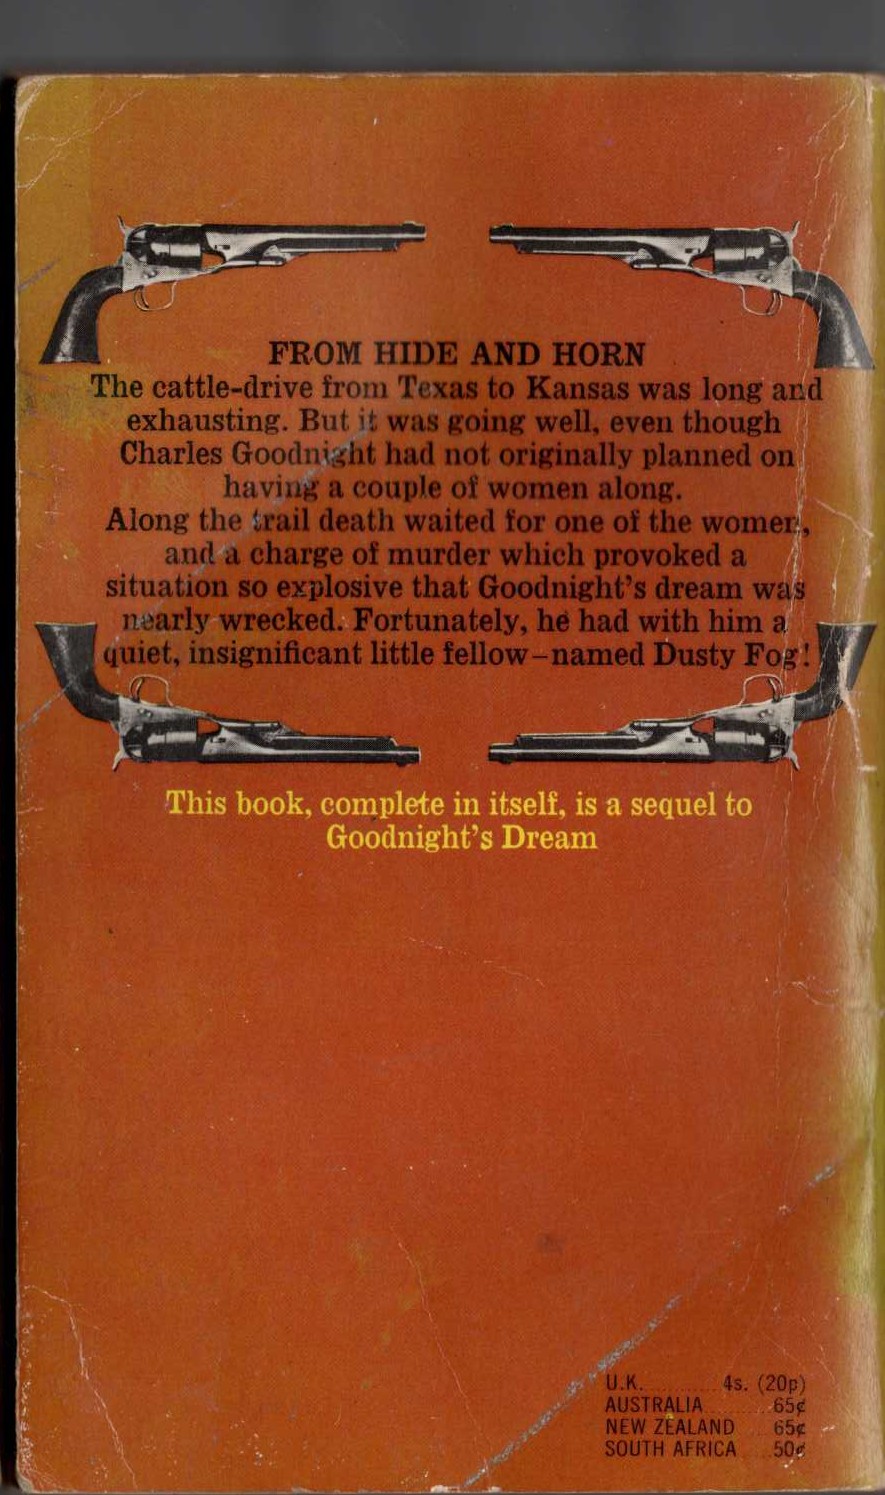 FROM HIDE AND HORN
The cattle-drive from Texas to Kansas was long and
exhausting. But it was going well, even though
Charles Goodnight had not originally planned on
having a couple of women along.
Along the trail death waited for one of the women,
and a charge of murder which provoked a
situation so explosive that Goodnight's dream was
nearly wrecked. Fortunately, he had with him a
quiet, insignificant little fellow–named Dusty Fog!
This book, complete in itself, is a sequel to
Goodnight's Dream
U.K. .......... 4s. (20p)
AUSTRALIA ......... 65¢
NEW ZEALAND ... 65¢
SOUTH AFRICA ... 50¢